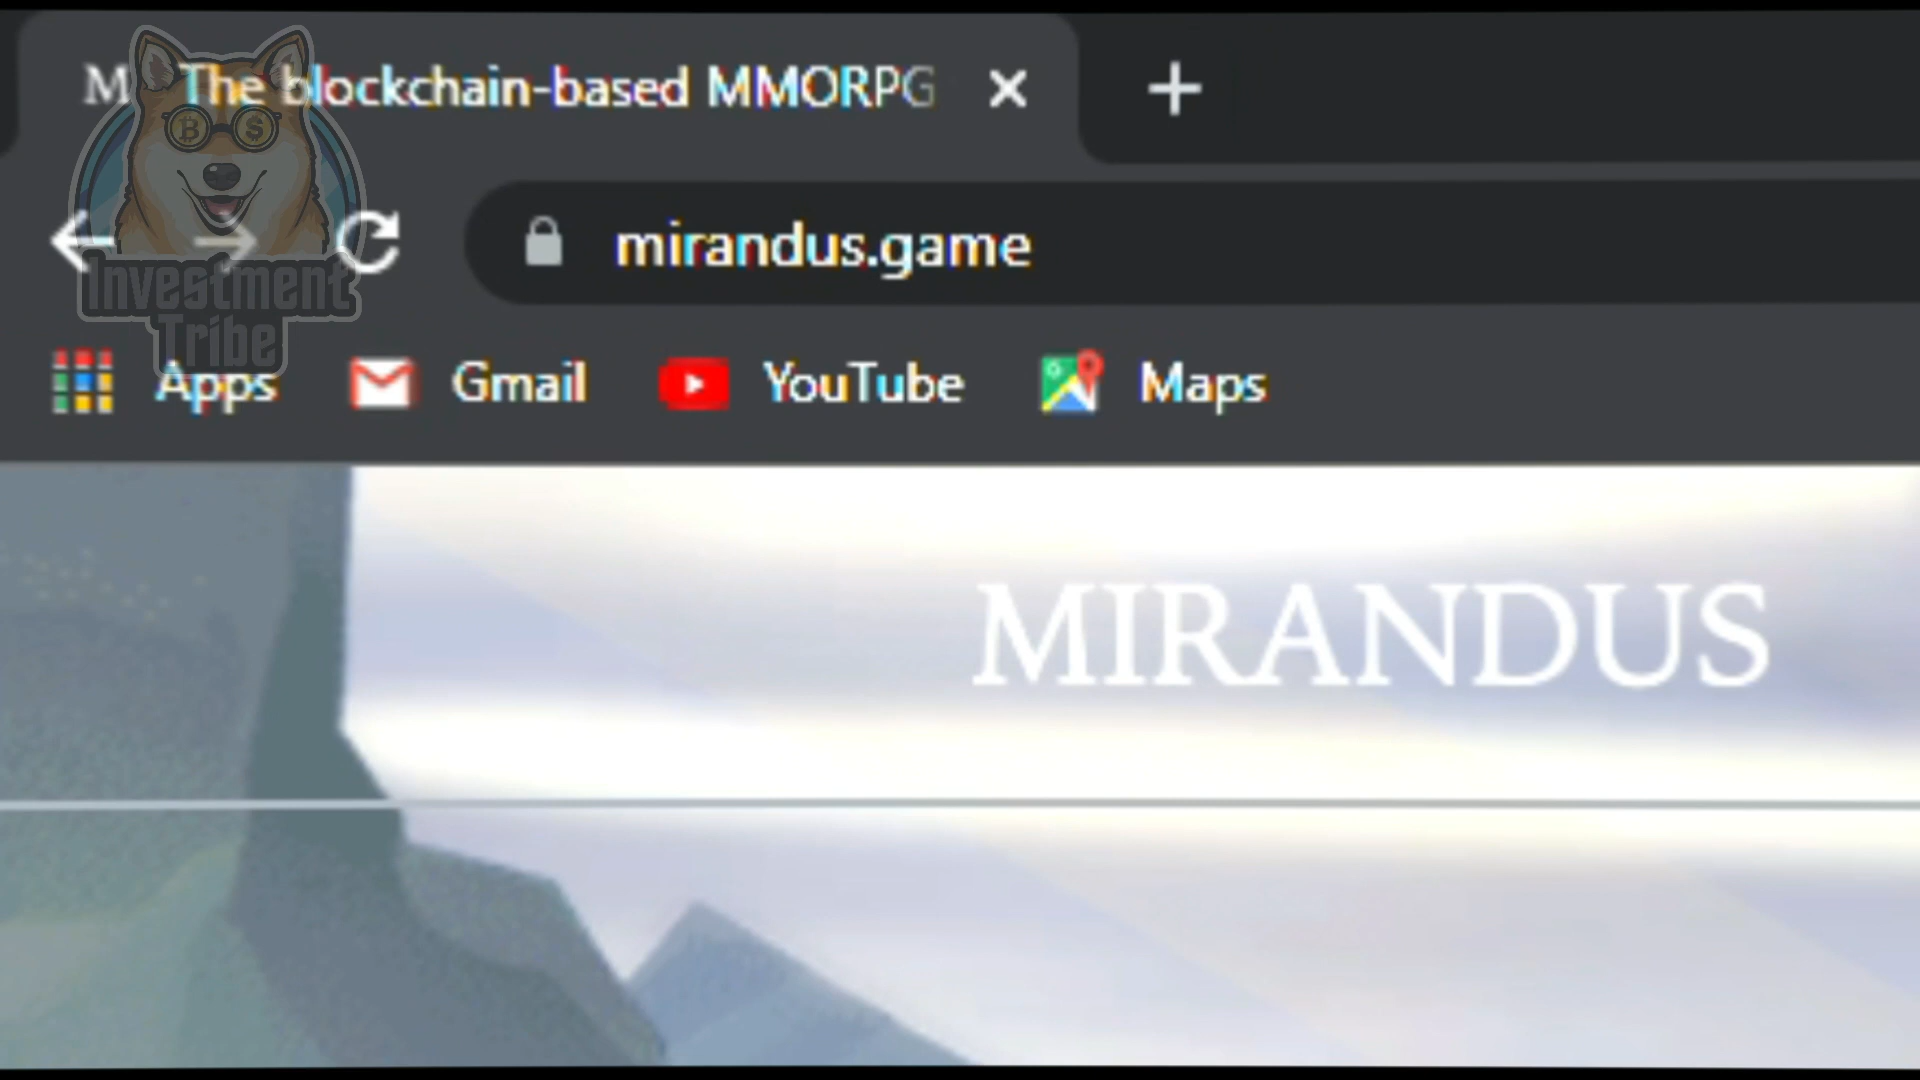 M The blockchain-based MMORPG
mirandus.game
Investment
Tribe
Apps Gmail YouTube Maps
MIRANDUS